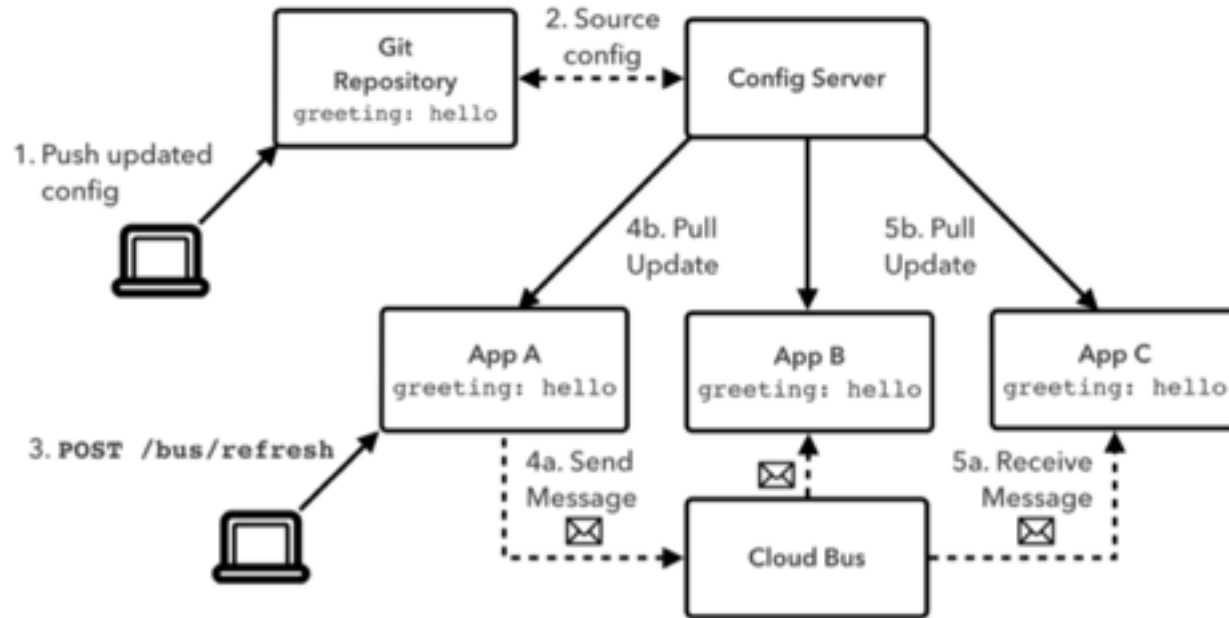 Git
Repository
greeting: hello
2. Source
config
Config Server
1. Push updated
config
4b. Pull
Update
5b. Pull
Update
App A
greeting: hello
App B
greeting: hello
App C
greeting: hello
3. POST /bus/refresh
4a. Send
Message
5a. Receive
Message
Cloud Bus